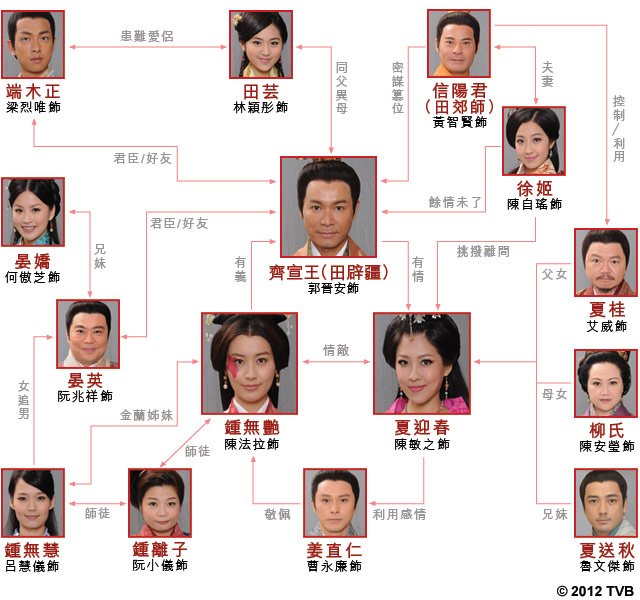 患難愛侶
端木正
梁烈唯飾
田芸
林穎彤飾
同父異母
密謀篡位
信陽君
(田郊師)
黃智賢飾
夫妻
控制/利用
徐姬
陳自瑤飾
君臣/好友
餘情未了
晏嬌
何傲芝飾
兄妹
君臣/好友
齊宣王(田辟疆)
郭晉安飾
挑撥離間
父女
夏桂
艾威飾
有義
有情
晏英
阮兆祥飾
情敵
鍾無艷
陳法拉飾
夏迎春
陳敏之飾
母女
柳氏
陳安瑩飾
女追男
金蘭姊妹
師徒
鍾無慧
呂慧儀飾
師徒
鍾離子
阮小儀飾
敬佩
姜直仁
曹永廉飾
利用感情
兄妹
夏送秋
魯文傑飾
© 2012 TVB